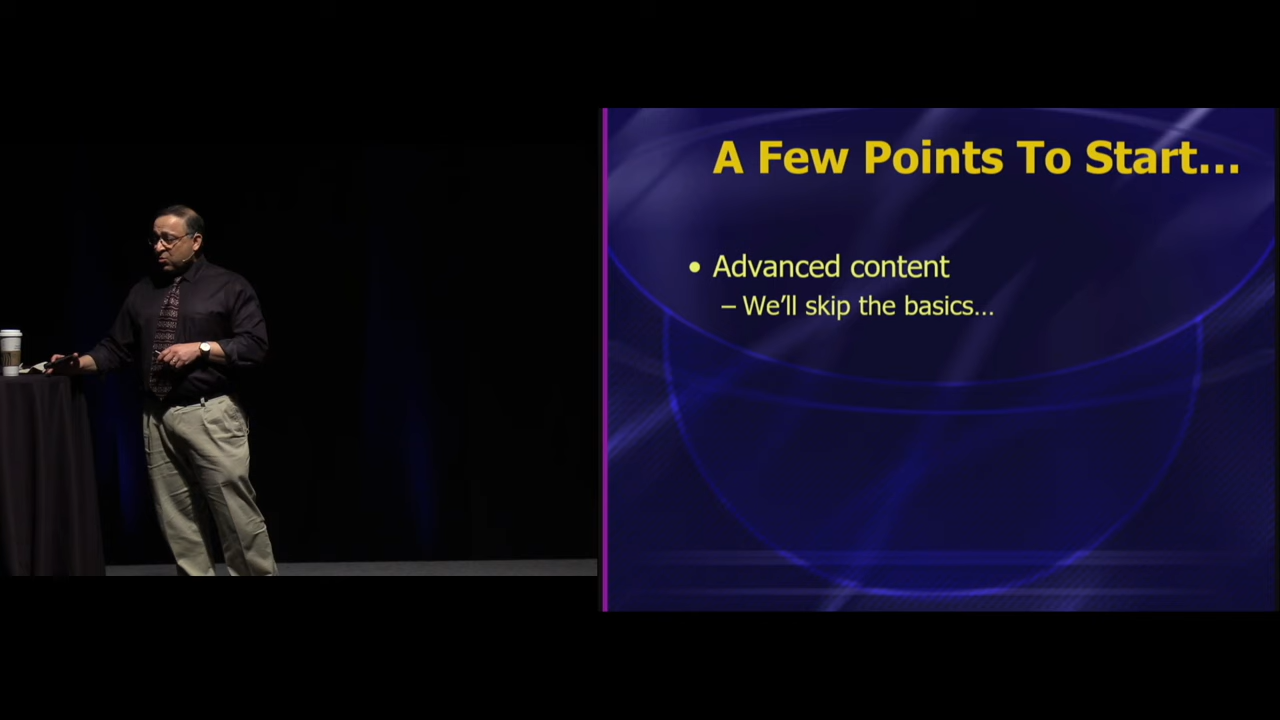 A Few Points To Start...
• Advanced content
– We'll skip the basics...